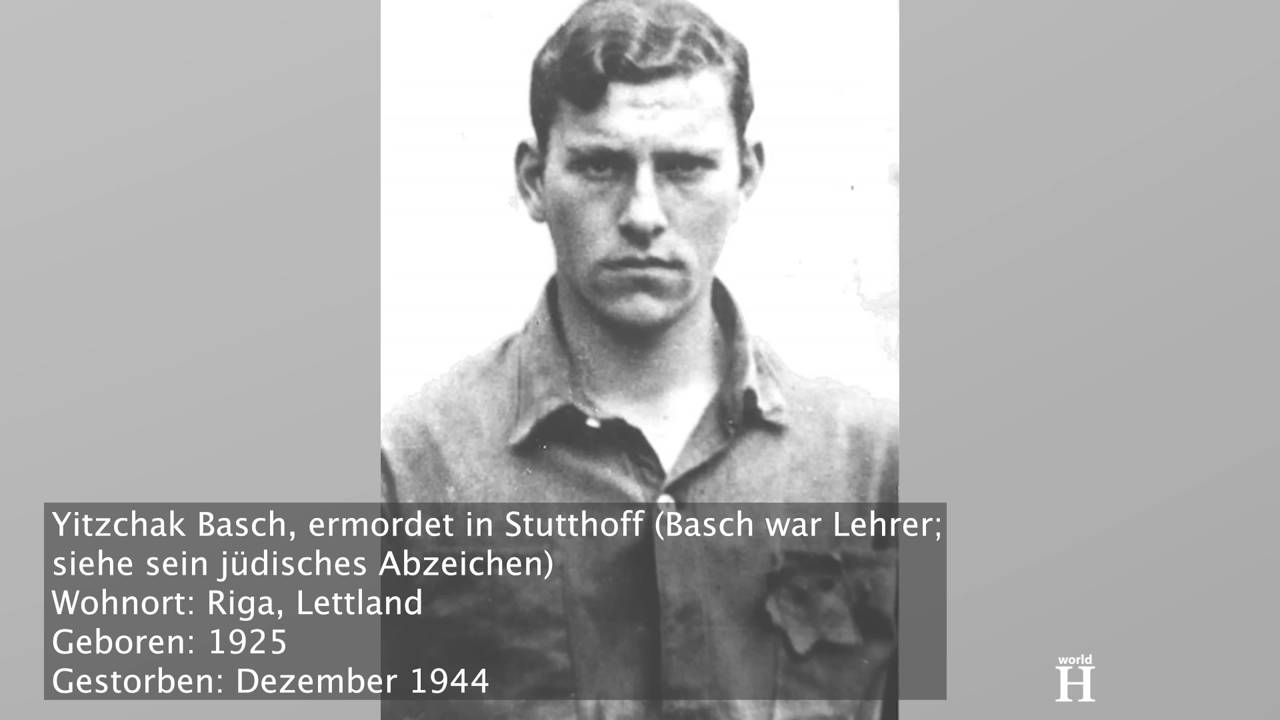 Yitzchak Basch, ermordet in Stutthoff (Basch war Lehrer;
siehe sein jüdisches Abzeichen)
Wohnort: Riga, Lettland
Geboren: 1925
Gestorben: Dezember 1944
world
H